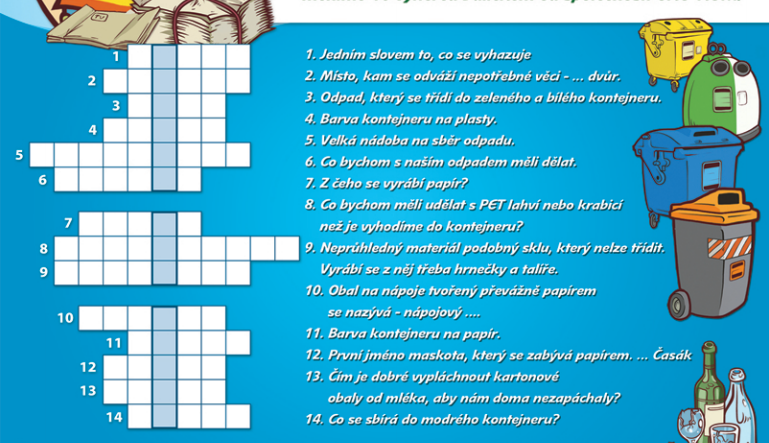 1. Jedním slovem to, co se vyhazuje
2. Místo, kam se odváží nepotřebné věci - ... dvůr.
3. Odpad, který se třídí do zeleného a bílého kontejneru.
4. Barva kontejneru na plasty.
5. Velká nádoba na sběr odpadu.
6. Co bychom s naším odpadem měli dělat.
7. Z čeho se vyrábí papír?
8. Co bychom měli udělat s PET lahví nebo krabicí
než je vyhodíme do kontejneru?
9. Neprůhledný materiál podobný sklu, který nelze třídit.
Vyrábí se z něj třeba hrnečky a talíře.
10. Obal na nápoje tvořený převážně papírem
se nazývá - nápojový ....
11. Barva kontejneru na papír.
12. První jméno maskota, který se zabývá papírem. ... Časák
13. Čím je dobré vypláchnout kartonové
obaly od mléka, aby nám doma nezapáchaly?
14. Co se sbírá do modrého kontejneru?
1
2
3
4
5
6
7
8
9
10
11
12
13
14